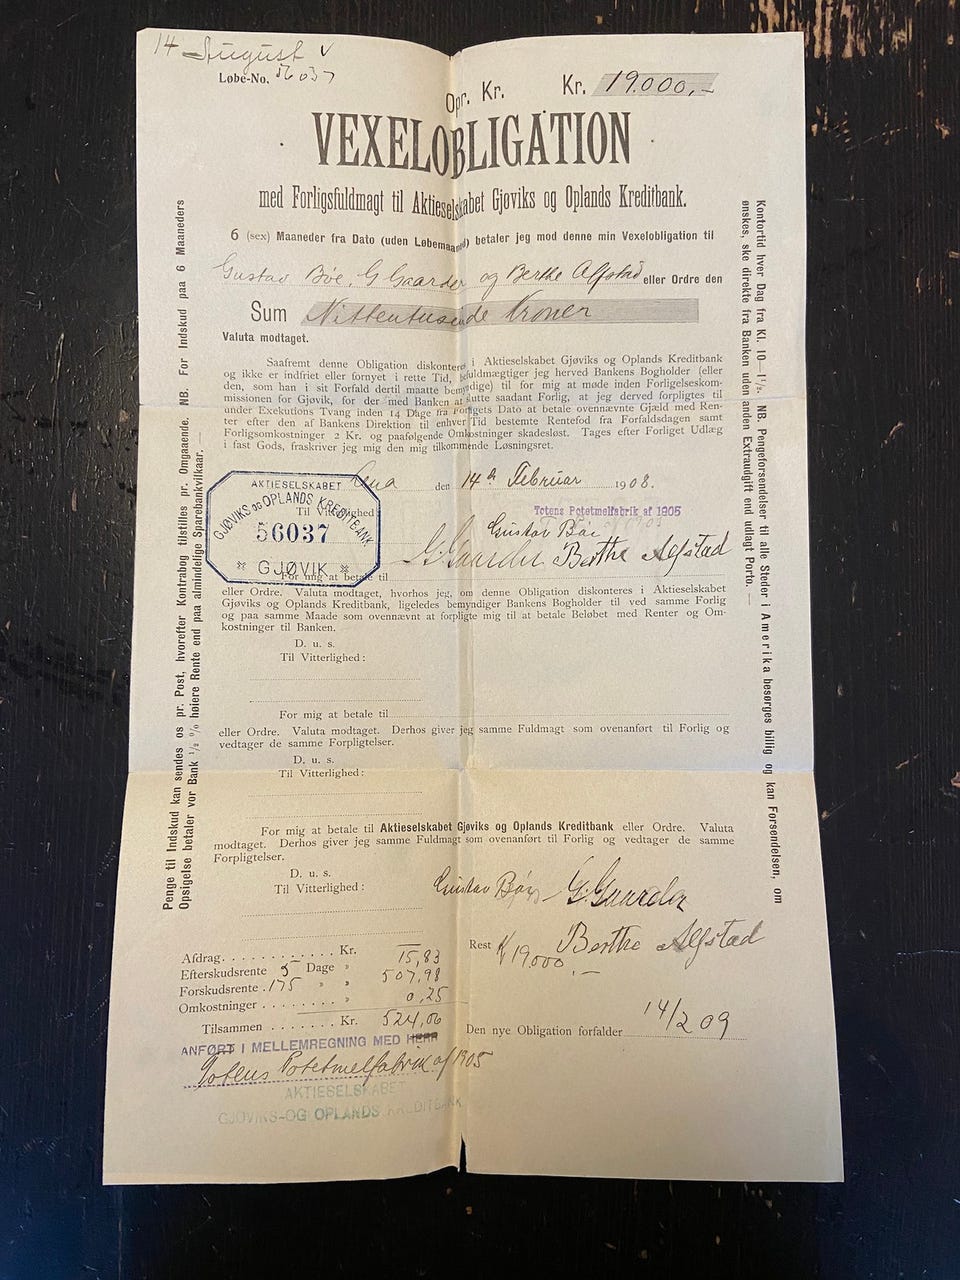 14 August
Løbe-No. 56037
Opr. Kr. Kr. 19.000,-
VEXELOBLIGATION
med Forligsfuldmagt til Aktieselskabet Gjøviks og Oplands Kreditbank.
6 (sex) Maaneder fra Dato (uden Løbemaaned) betaler jeg mod denne min Vexelobligation til
Gustav Bøe, G Gaarder og Berthe Alfstad eller Ordre den
Sum Nittentusende Kroner
Valuta modtaget.
Saafremt denne Obligation diskonteres i Aktieselskabet Gjøviks og Oplands Kreditbank
og ikke er indfriet eller fornyet i rette Tid, befuldmægtiger jeg herved Bankens Bogholder (eller
den, som han i sit Forfald dertil maatte bemyndige) til for mig at møde inden Forligelseskom-
missionen for Gjøvik, for der med Banken at slutte saadant Forlig, at jeg derved forpligtes til
under Exekutions Tvang inden 14 Dage fra Forligets Dato at betale ovennævnte Gjæld med Ren-
ter efter den af Bankens Direktion til enhver Tid bestemte Rentefod fra Forfaldsdagen samt
Forligsomkostninger 2 Kr. og paafølgende Omkostninger skadesløst. Tages efter Forliget Udlæg
i fast Gods, fraskriver jeg mig den mig tilkommende Løsningsret.
Lena den 14de Februar 1908.
AKTIESELSKABET
GJØVIKS OG OPLANDS KREDITBANK
56037
* GJØVIK *
Til Vitterlighed
Totens Potetmelfabrik af 1905
Gustav Bøe
G. Gaarder Berthe Alfstad
For mig at betale til
eller Ordre. Valuta modtaget, hvorhos jeg, om denne Obligation diskonteres i Aktieselskabet
Gjøviks og Oplands Kreditbank, ligeledes bemyndiger Bankens Bogholder til ved samme Forlig
og paa samme Maade som ovennævnt at forpligte mig til at betale Beløbet med Renter og Om-
kostninger til Banken.
D. u. s.
Til Vitterlighed:
For mig at betale til
eller Ordre. Valuta modtaget. Derhos giver jeg samme Fuldmagt som ovenanført til Forlig og
vedtager de samme Forpligtelser.
D. u. s.
Til Vitterlighed:
For mig at betale til Aktieselskabet Gjøviks og Oplands Kreditbank eller Ordre. Valuta
modtaget. Derhos giver jeg samme Fuldmagt som ovenanført til Forlig og vedtager de samme
Forpligtelser.
D. u. s.
Til Vitterlighed:
Gustav Bøe G. Gaarder
Berthe Alfstad
Rest Kr 19.000,-
Afdrag. Kr.
Efterskudsrente 5 Dage » 15,83
Forskudsrente 175 » » 507,98
Omkostninger » 0,25
Tilsammen Kr. 524,06
Den nye Obligation forfalder 14/2 09
ANFØRT I MELLEMREGNING MED HERR
Totens Potetmelfabrik af 1905
AKTIESELSKABET
GJØVIKS-OG OPLANDS KREDITBANK
Penge til Indskud kan sendes os pr. Post, hvorefter Kontrabog tilstilles pr. Omgaaende. NB. For Indskud paa 6 Maaneders
Opsigelse betaler vor Bank 1/2 % høiere Rente end paa almindelige Sparebankvilkaar. —
Kontortid hver Dag fra Kl. 10—1 1/2. NB. Pengeforsendelser til alle Steder i Amerika besørges billig og kan Forsendelsen, om
ønskes, ske direkte fra Banken uden anden Extraudgift end udlagt Porto. —